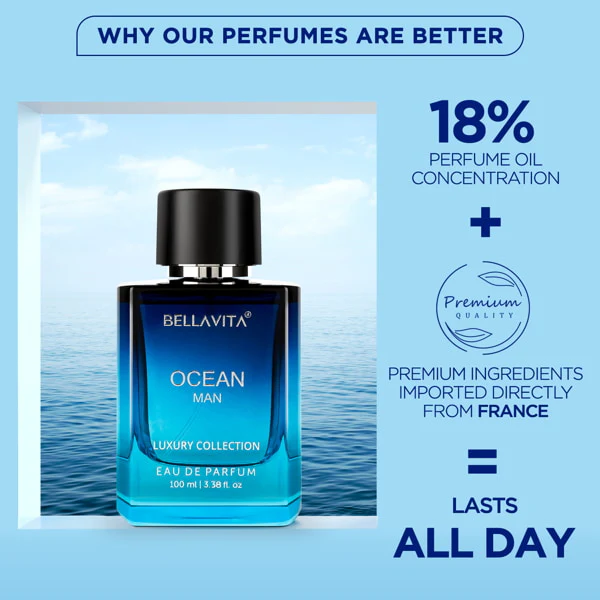 WHY OUR PERFUMES ARE BETTER
18%
PERFUME OIL
CONCENTRATION
+
Premium
QUALITY
PREMIUM INGREDIENTS
IMPORTED DIRECTLY
FROM FRANCE
=
LASTS
ALL DAY
BELLAVITA
OCEAN
MAN
LUXURY COLLECTION
EAU DE PARFUM
100 ml | 3.38 fl. oz